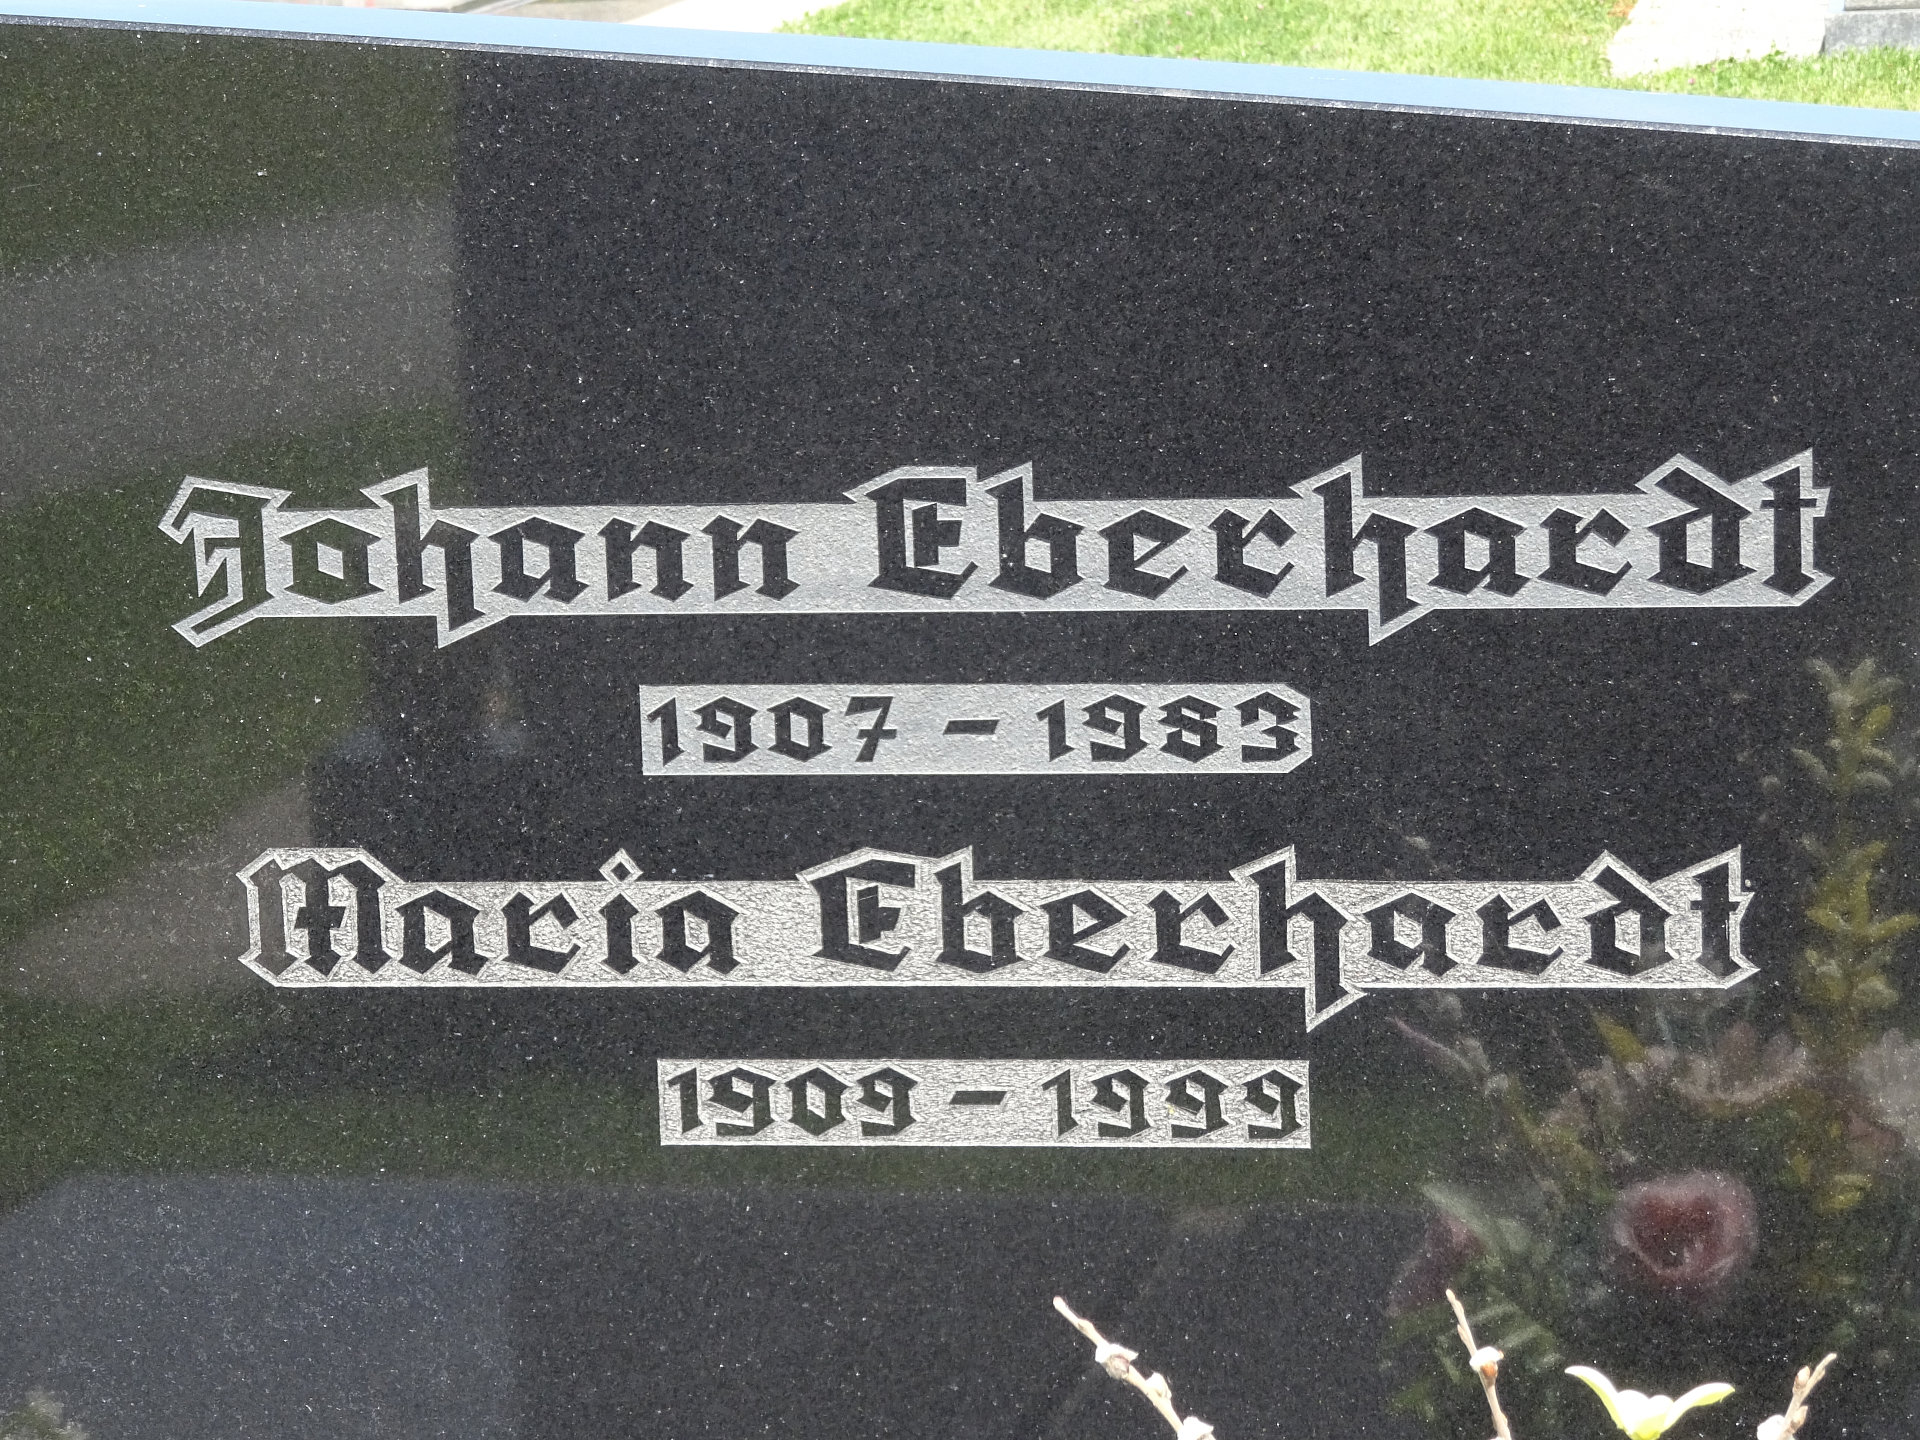 Johann Eberhardt
1907 - 1983
Maria Eberhardt
1909 - 1999